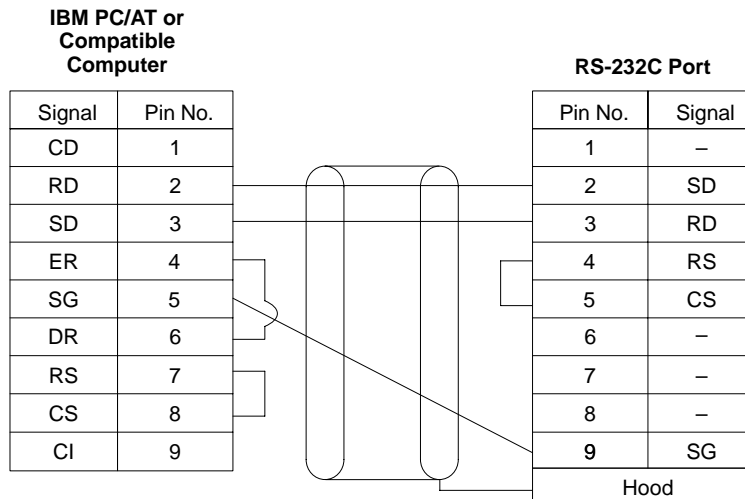 IBM PC/AT or
Compatible
Computer
RS-232C Port
Signal Pin No.
CD 1
RD 2
SD 3
ER 4
SG 5
DR 6
RS 7
CS 8
CI 9
Pin No. Signal
1 –
2 SD
3 RD
4 RS
5 CS
6 –
7 –
8 –
9 SG
Hood